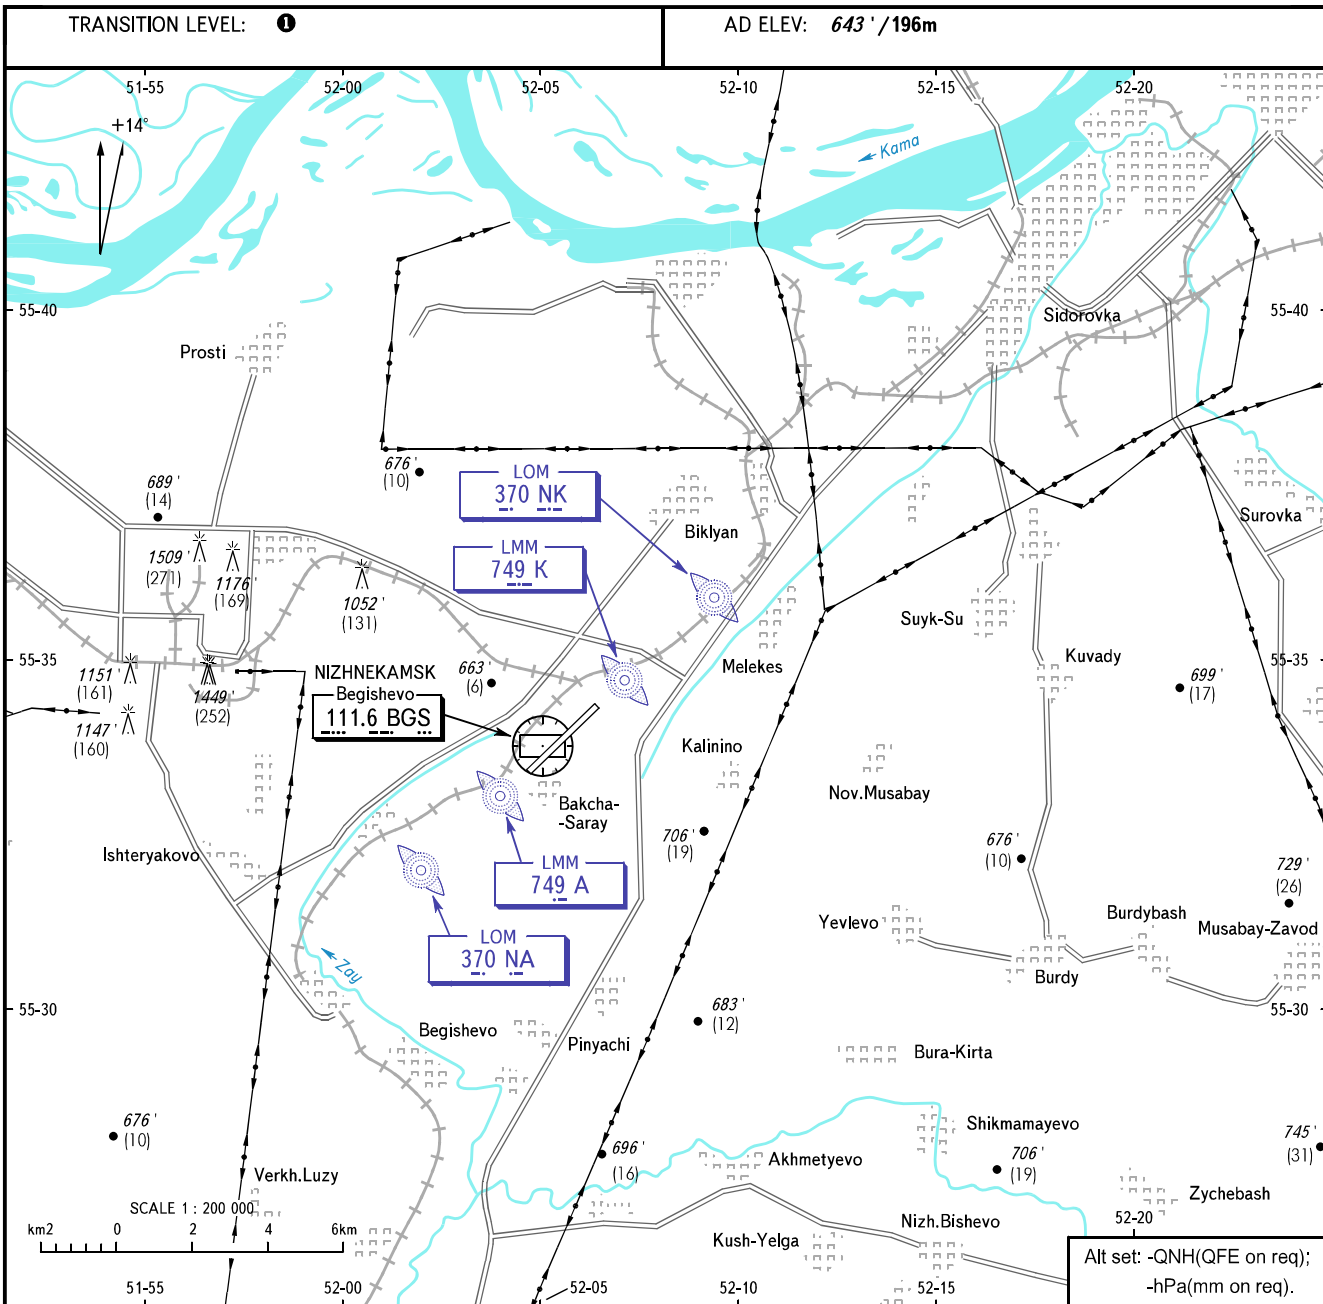 TRANSITION LEVEL: ❶
AD ELEV: 643 ' / 196m
51-55 52-00 52-05 52-10 52-15 52-20
+14°
Kama
55-40 Sidorovka 55-40
Prosti
676 '
(10)
689 '
(14)
LOM
370 NK
Surovka
Biklyan
1509 '
(271)
1176 '
(169)
LMM
749 K
1052 '
(131)
Suyk-Su
Kuvady
Melekes
55-35 55-35
1151 '
(161)
1449 '
(252)
NIZHNEKAMSK
Begishevo
111.6 BGS
663 '
(6)
699 '
(17)
1147 '
(160)
Kalinino
Nov.Musabay
Bakcha-
-Saray
706 '
(19)
676 '
(10)
Ishteryakovo
LMM
749 A
729 '
(26)
Yevlevo
Burdybash
Musabay-Zavod
LOM
370 NA
Zay
Burdy
55-30 55-30
683 '
(12)
Begishevo
Pinyachi
Bura-Kirta
676 '
(10)
Shikmamayevo
745 '
(31)
696 '
(16)
Akhmetyevo
706 '
(19)
Verkh.Luzy
Zychebash
SCALE 1 : 200 000
52-20
km2 0 2 4 6km
Nizh.Bishevo
Kush-Yelga
Alt set: -QNH(QFE on req);
-hPa(mm on req).
51-55 52-00 52-05 52-10 52-15